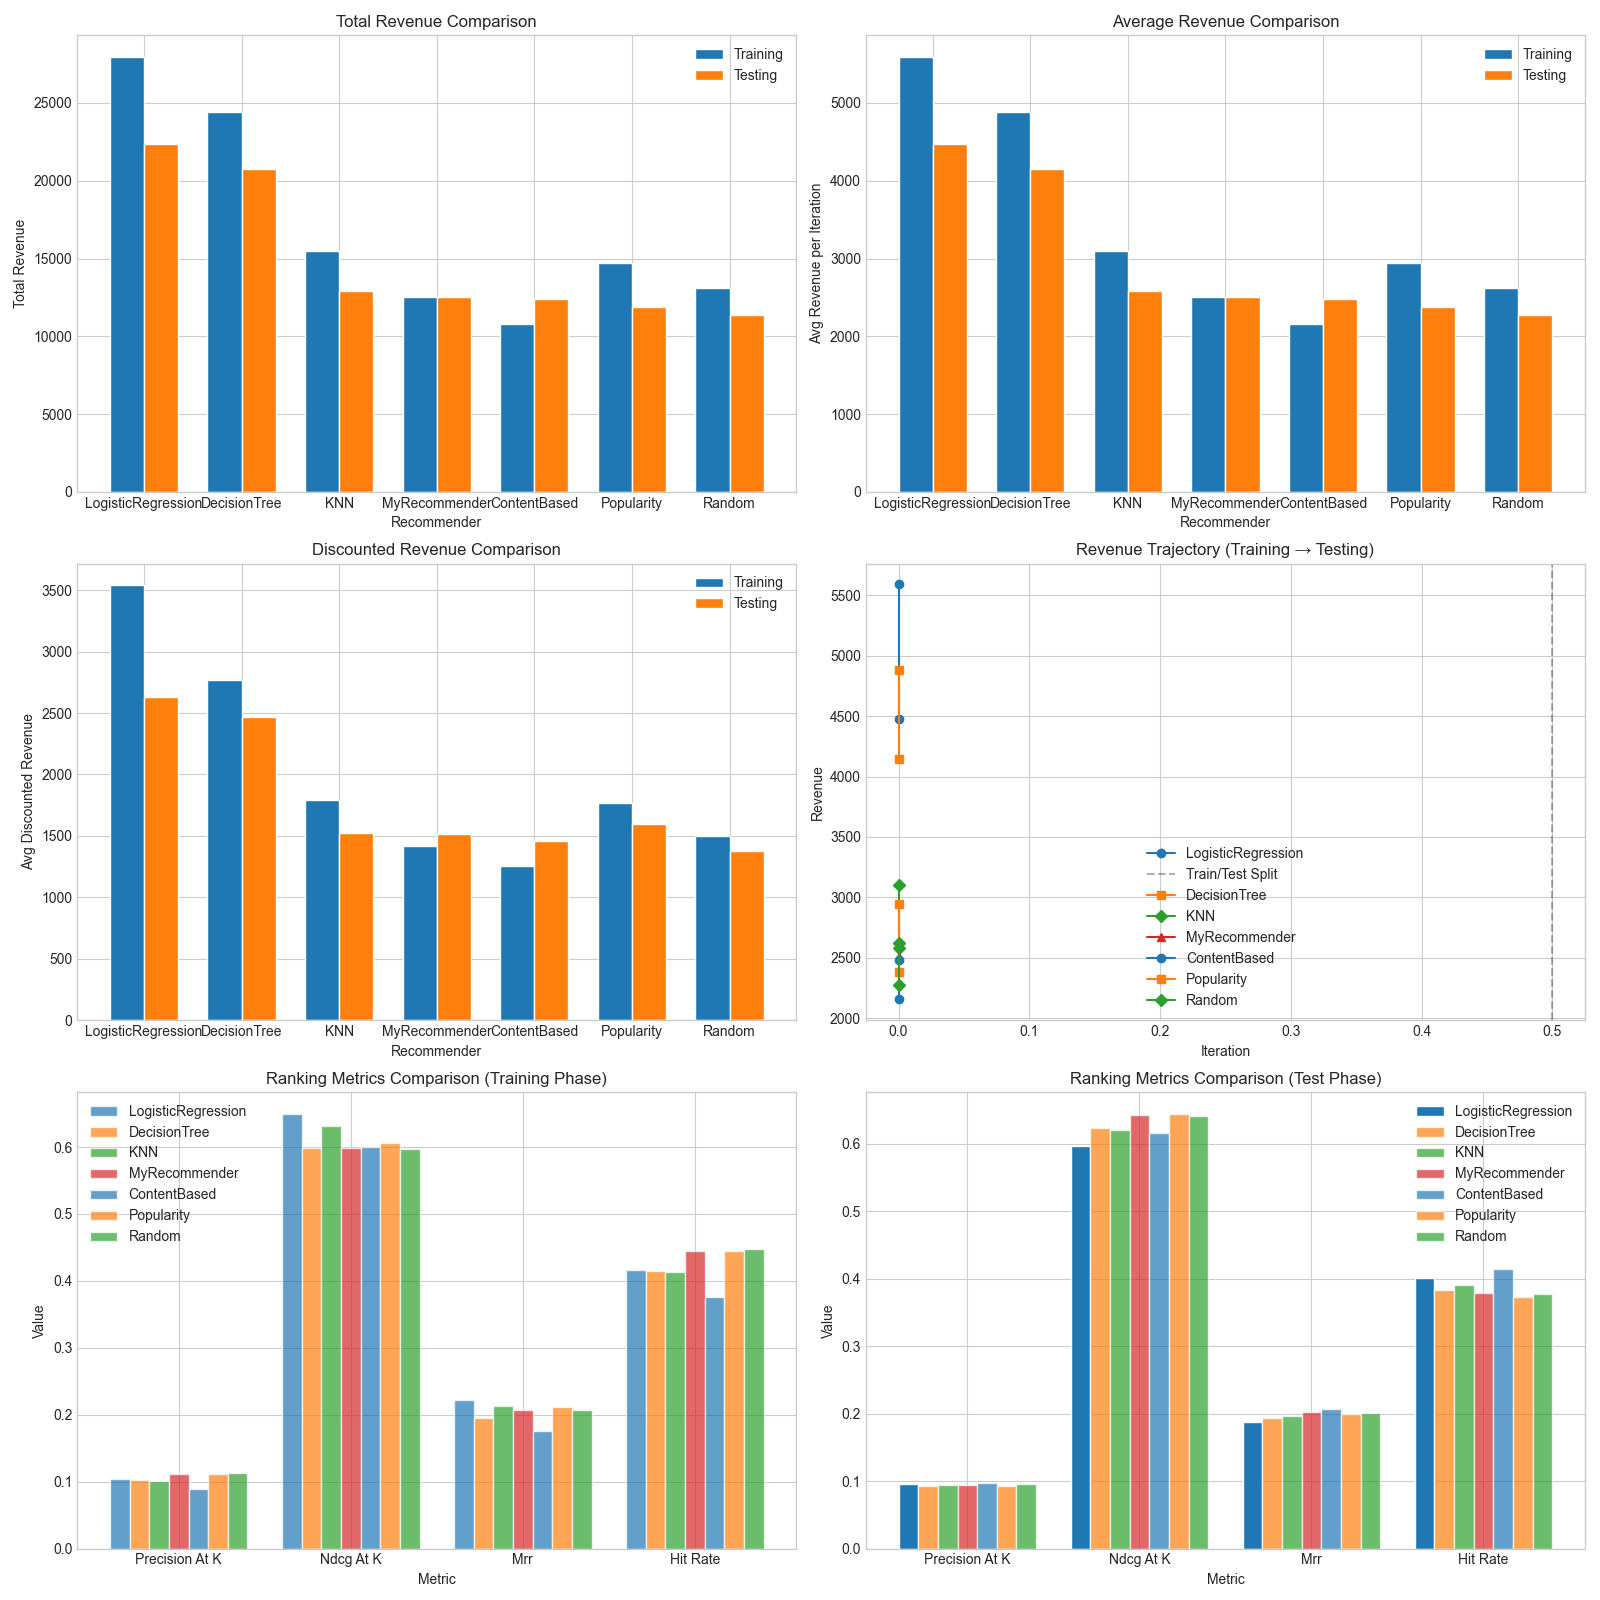 Total Revenue Comparison
Total Revenue
25000
20000
15000
10000
5000
0
Training
Testing
LogisticRegression DecisionTree KNN MyRecommender ContentBased Popularity Random
Recommender
Average Revenue Comparison
Avg Revenue per Iteration
5000
4000
3000
2000
1000
0
Training
Testing
LogisticRegression DecisionTree KNN MyRecommender ContentBased Popularity Random
Recommender
Discounted Revenue Comparison
Avg Discounted Revenue
3500
3000
2500
2000
1500
1000
500
0
Training
Testing
LogisticRegression DecisionTree KNN MyRecommender ContentBased Popularity Random
Recommender
Revenue Trajectory (Training → Testing)
Revenue
5500
5000
4500
4000
3500
3000
2500
2000
LogisticRegression
Train/Test Split
DecisionTree
KNN
MyRecommender
ContentBased
Popularity
Random
0.0 0.1 0.2 0.3 0.4 0.5
Iteration
Ranking Metrics Comparison (Training Phase)
Value
0.6
0.5
0.4
0.3
0.2
0.1
0.0
LogisticRegression
DecisionTree
KNN
MyRecommender
ContentBased
Popularity
Random
Precision At K Ndcg At K Mrr Hit Rate
Metric
Ranking Metrics Comparison (Test Phase)
Value
0.6
0.5
0.4
0.3
0.2
0.1
0.0
LogisticRegression
DecisionTree
KNN
MyRecommender
ContentBased
Popularity
Random
Precision At K Ndcg At K Mrr Hit Rate
Metric